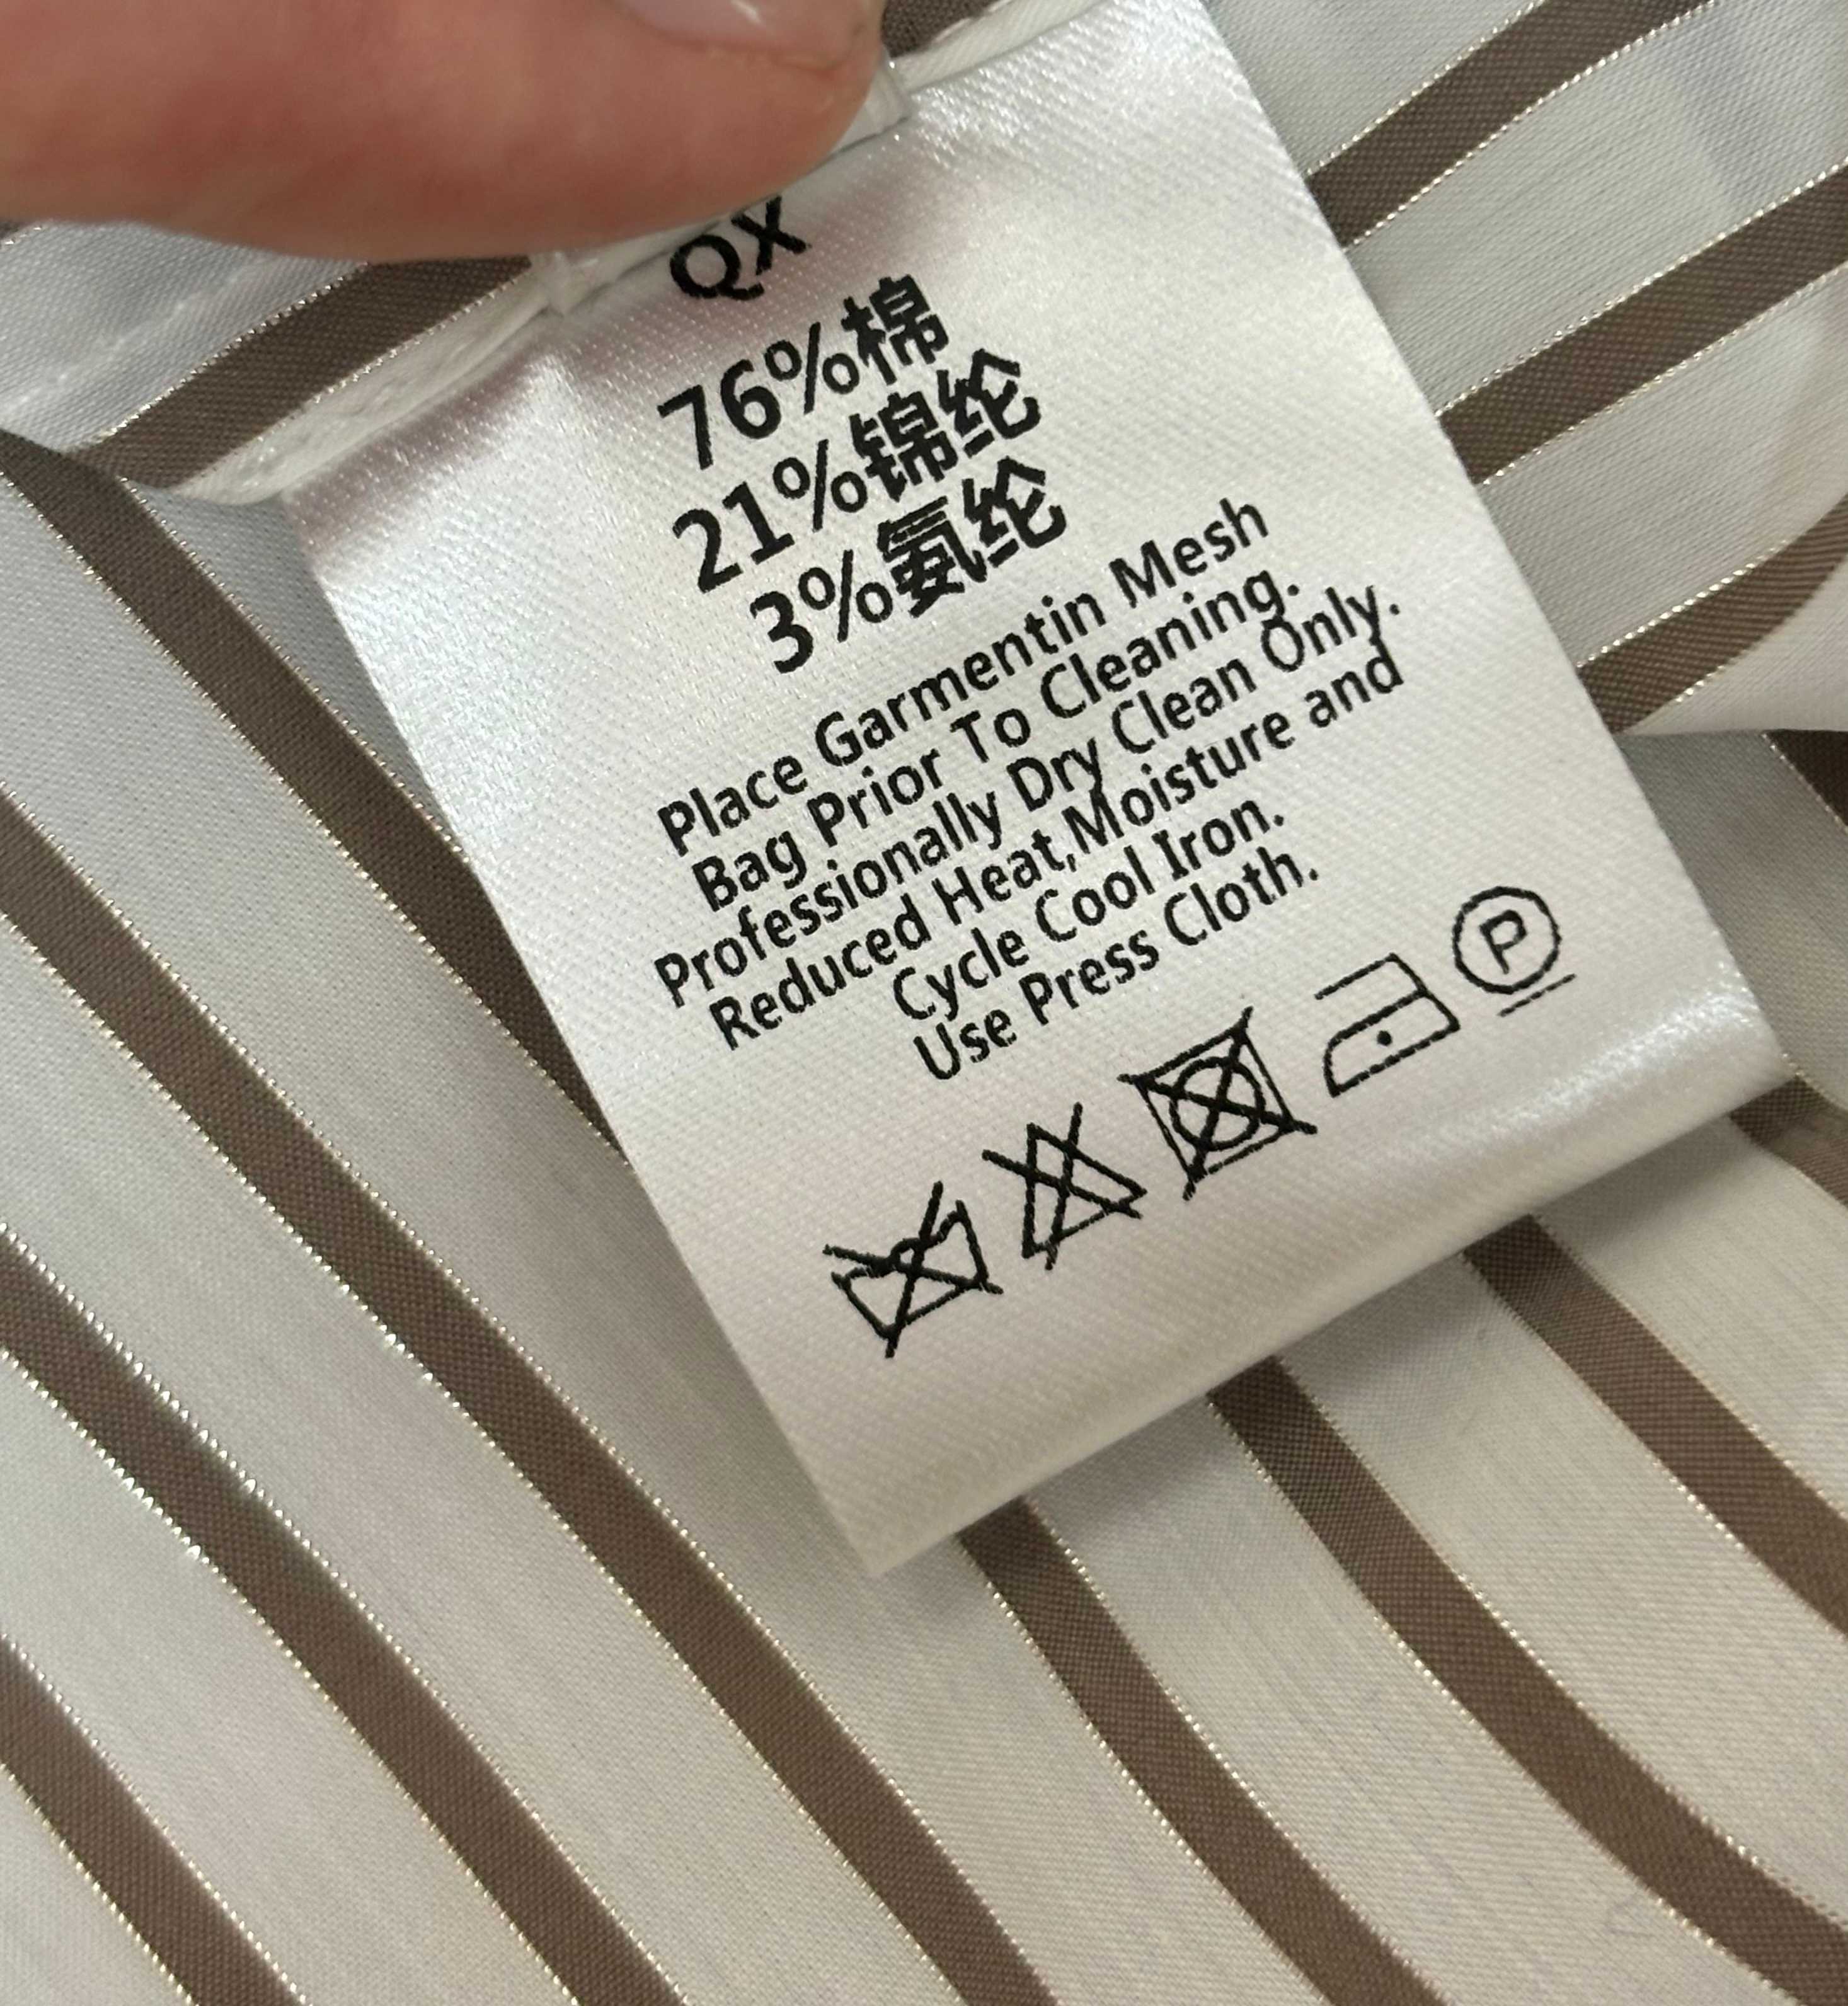 QX
76%棉
21%锦纶
3%氨纶
Place Garmentin Mesh
Bag Prior To Cleaning.
Professionally Dry Clean Only.
Reduced Heat,Moisture and
Cycle Cool Iron.
Use Press Cloth.
P